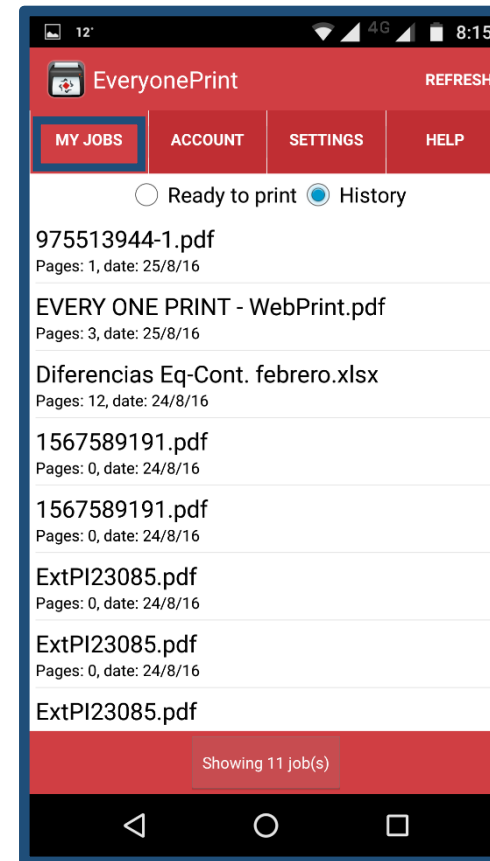 12° 4G 8:15
EveryonePrint REFRESH
MY JOBS ACCOUNT SETTINGS HELP
Ready to print History
975513944-1.pdf
Pages: 1, date: 25/8/16
EVERY ONE PRINT - WebPrint.pdf
Pages: 3, date: 25/8/16
Diferencias Eq-Cont. febrero.xlsx
Pages: 12, date: 24/8/16
1567589191.pdf
Pages: 0, date: 24/8/16
1567589191.pdf
Pages: 0, date: 24/8/16
ExtPI23085.pdf
Pages: 0, date: 24/8/16
ExtPI23085.pdf
Pages: 0, date: 24/8/16
ExtPI23085.pdf
Showing 11 job(s)